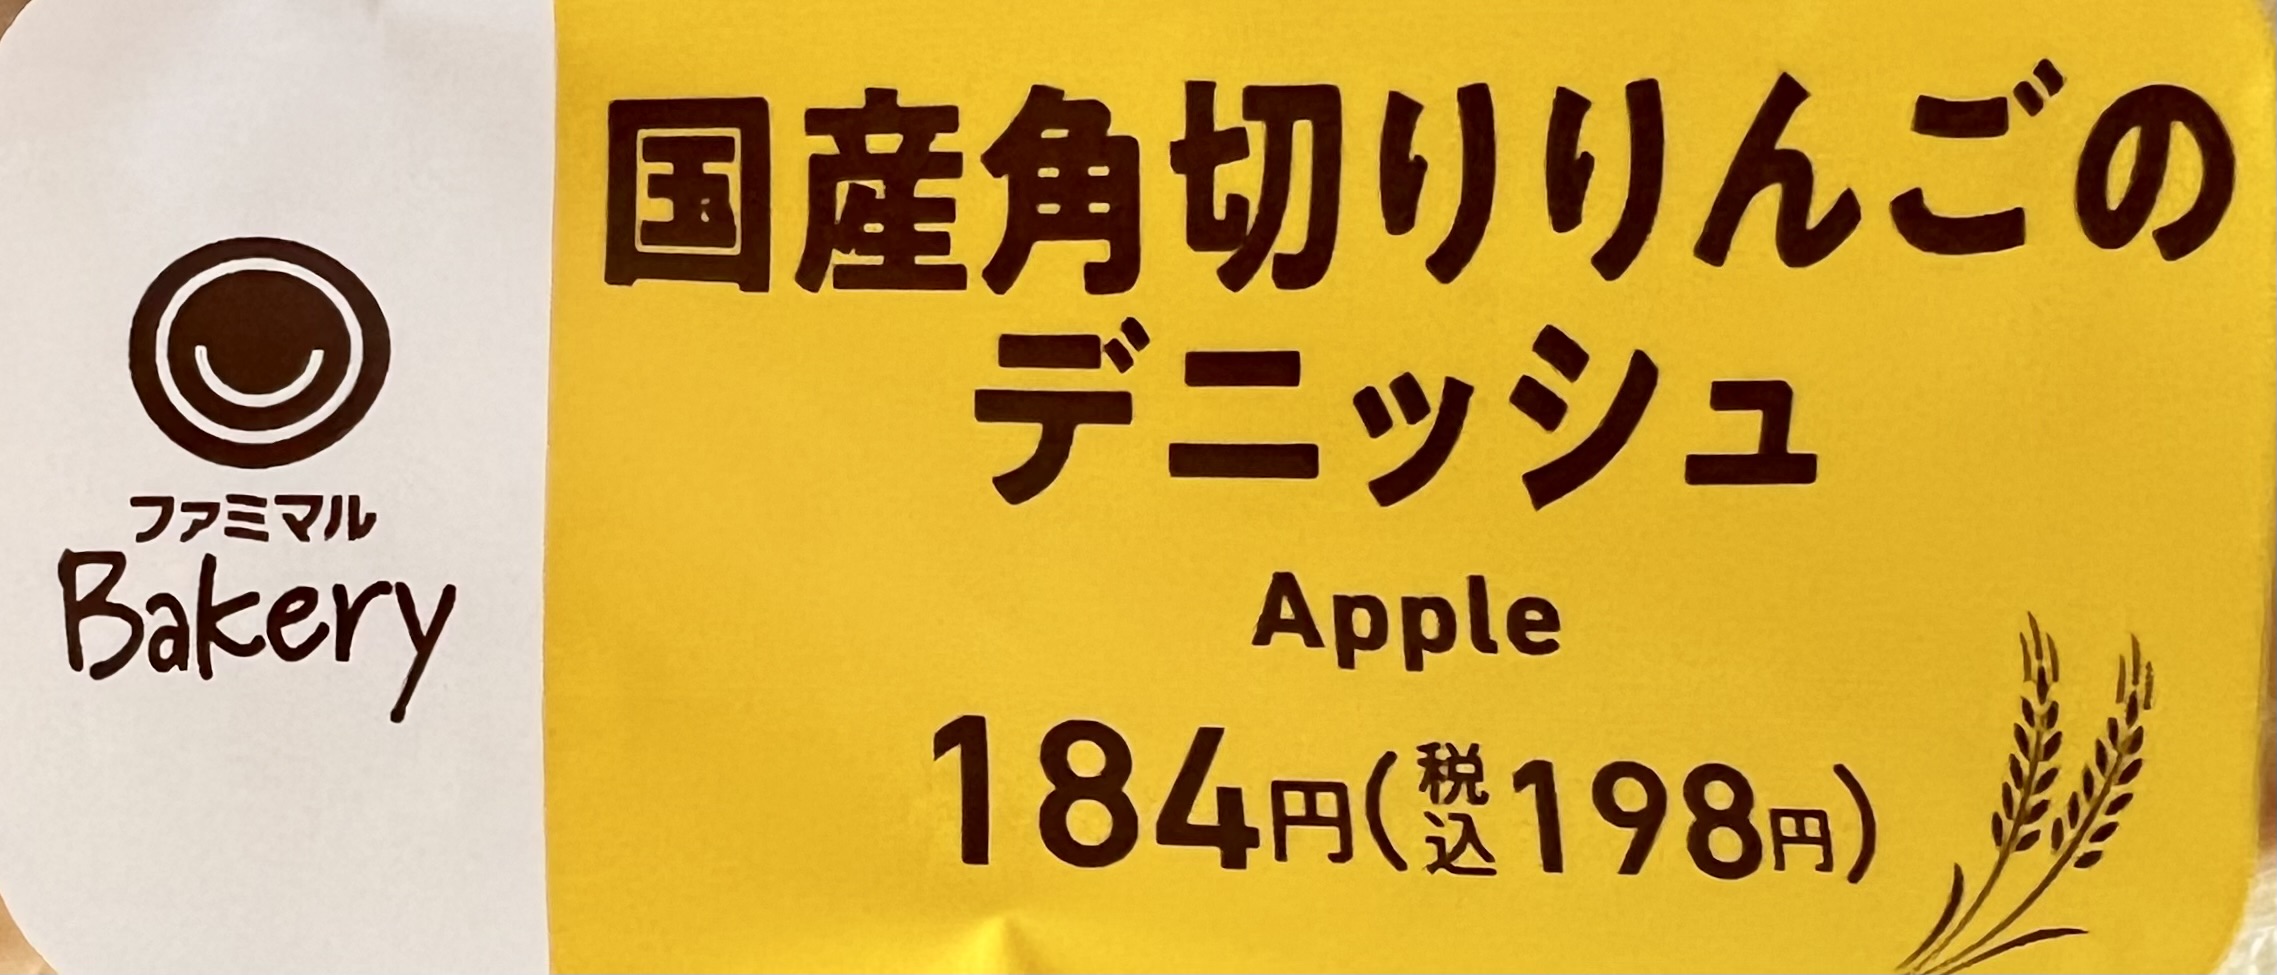 ファミマル
Bakery
国産角切りりんごの
デニッシュ
Apple
184円(税込198円)